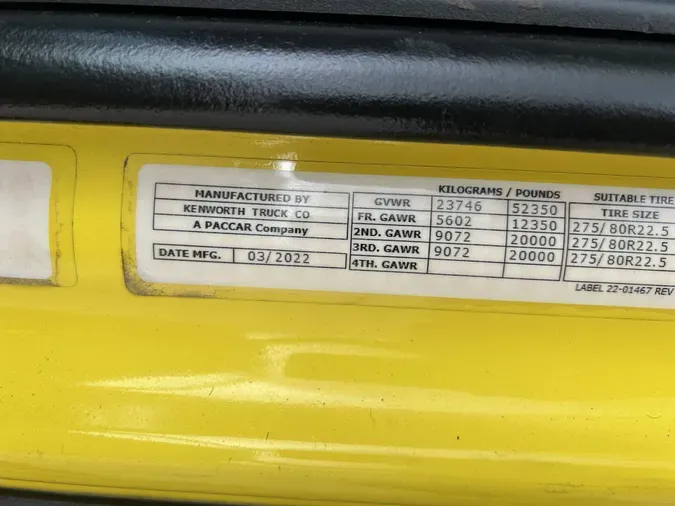 MANUFACTURED BY
KENWORTH TRUCK CO
A PACCAR Company
DATE MFG. 03/2022
KILOGRAMS / POUNDS SUITABLE TIRE
GVWR 23746 52350 TIRE SIZE
FR. GAWR 5602 12350 275/80R22.5
2ND. GAWR 9072 20000 275/80R22.5
3RD. GAWR 9072 20000 275/80R22.5
4TH. GAWR
LABEL 22-01467 REV